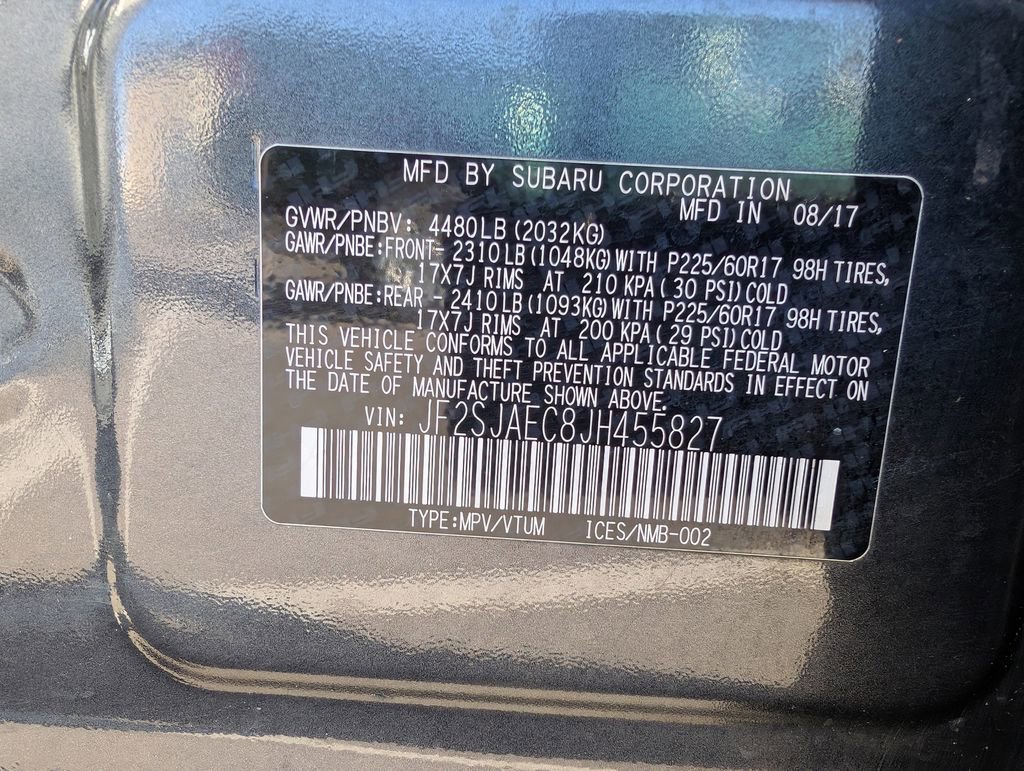 MFD BY SUBARU CORPORATION
MFD IN 08/17
GVWR/PNBV: 4480LB(2032KG)
GAWR/PNBE:FRONT- 2310LB(1048KG)WITH P225/60R17 98H TIRES,
17X7J RIMS AT 210 KPA(30 PSI)COLD
GAWR/PNBE:REAR - 2410LB(1093KG)WITH P225/60R17 98H TIRES,
17X7J RIMS AT 200 KPA(29 PSI)COLD
THIS VEHICLE CONFORMS TO ALL APPLICABLE FEDERAL MOTOR
VEHICLE SAFETY AND THEFT PREVENTION STANDARDS IN EFFECT ON
THE DATE OF MANUFACTURE SHOWN ABOVE.
VIN: JF2SJAEC8JH455827
TYPE:MPV/VTUM ICES/NMB-002